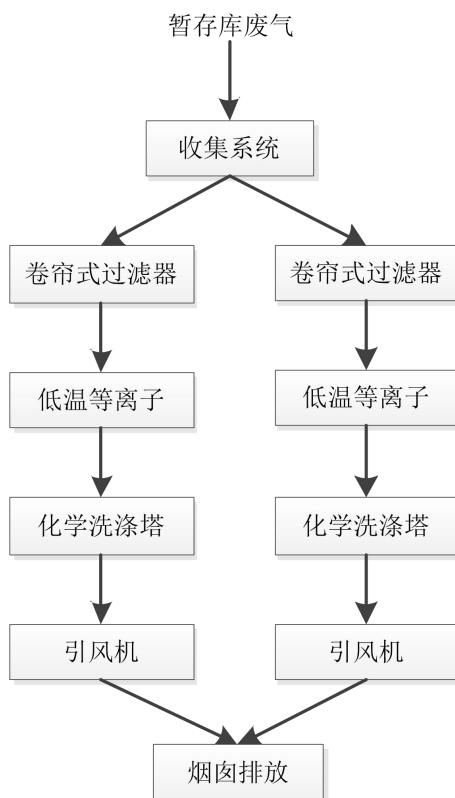 暂存库废气
收集系统
卷帘式过滤器
卷帘式过滤器
低温等离子
低温等离子
化学洗涤塔
化学洗涤塔
引风机
引风机
烟囱排放